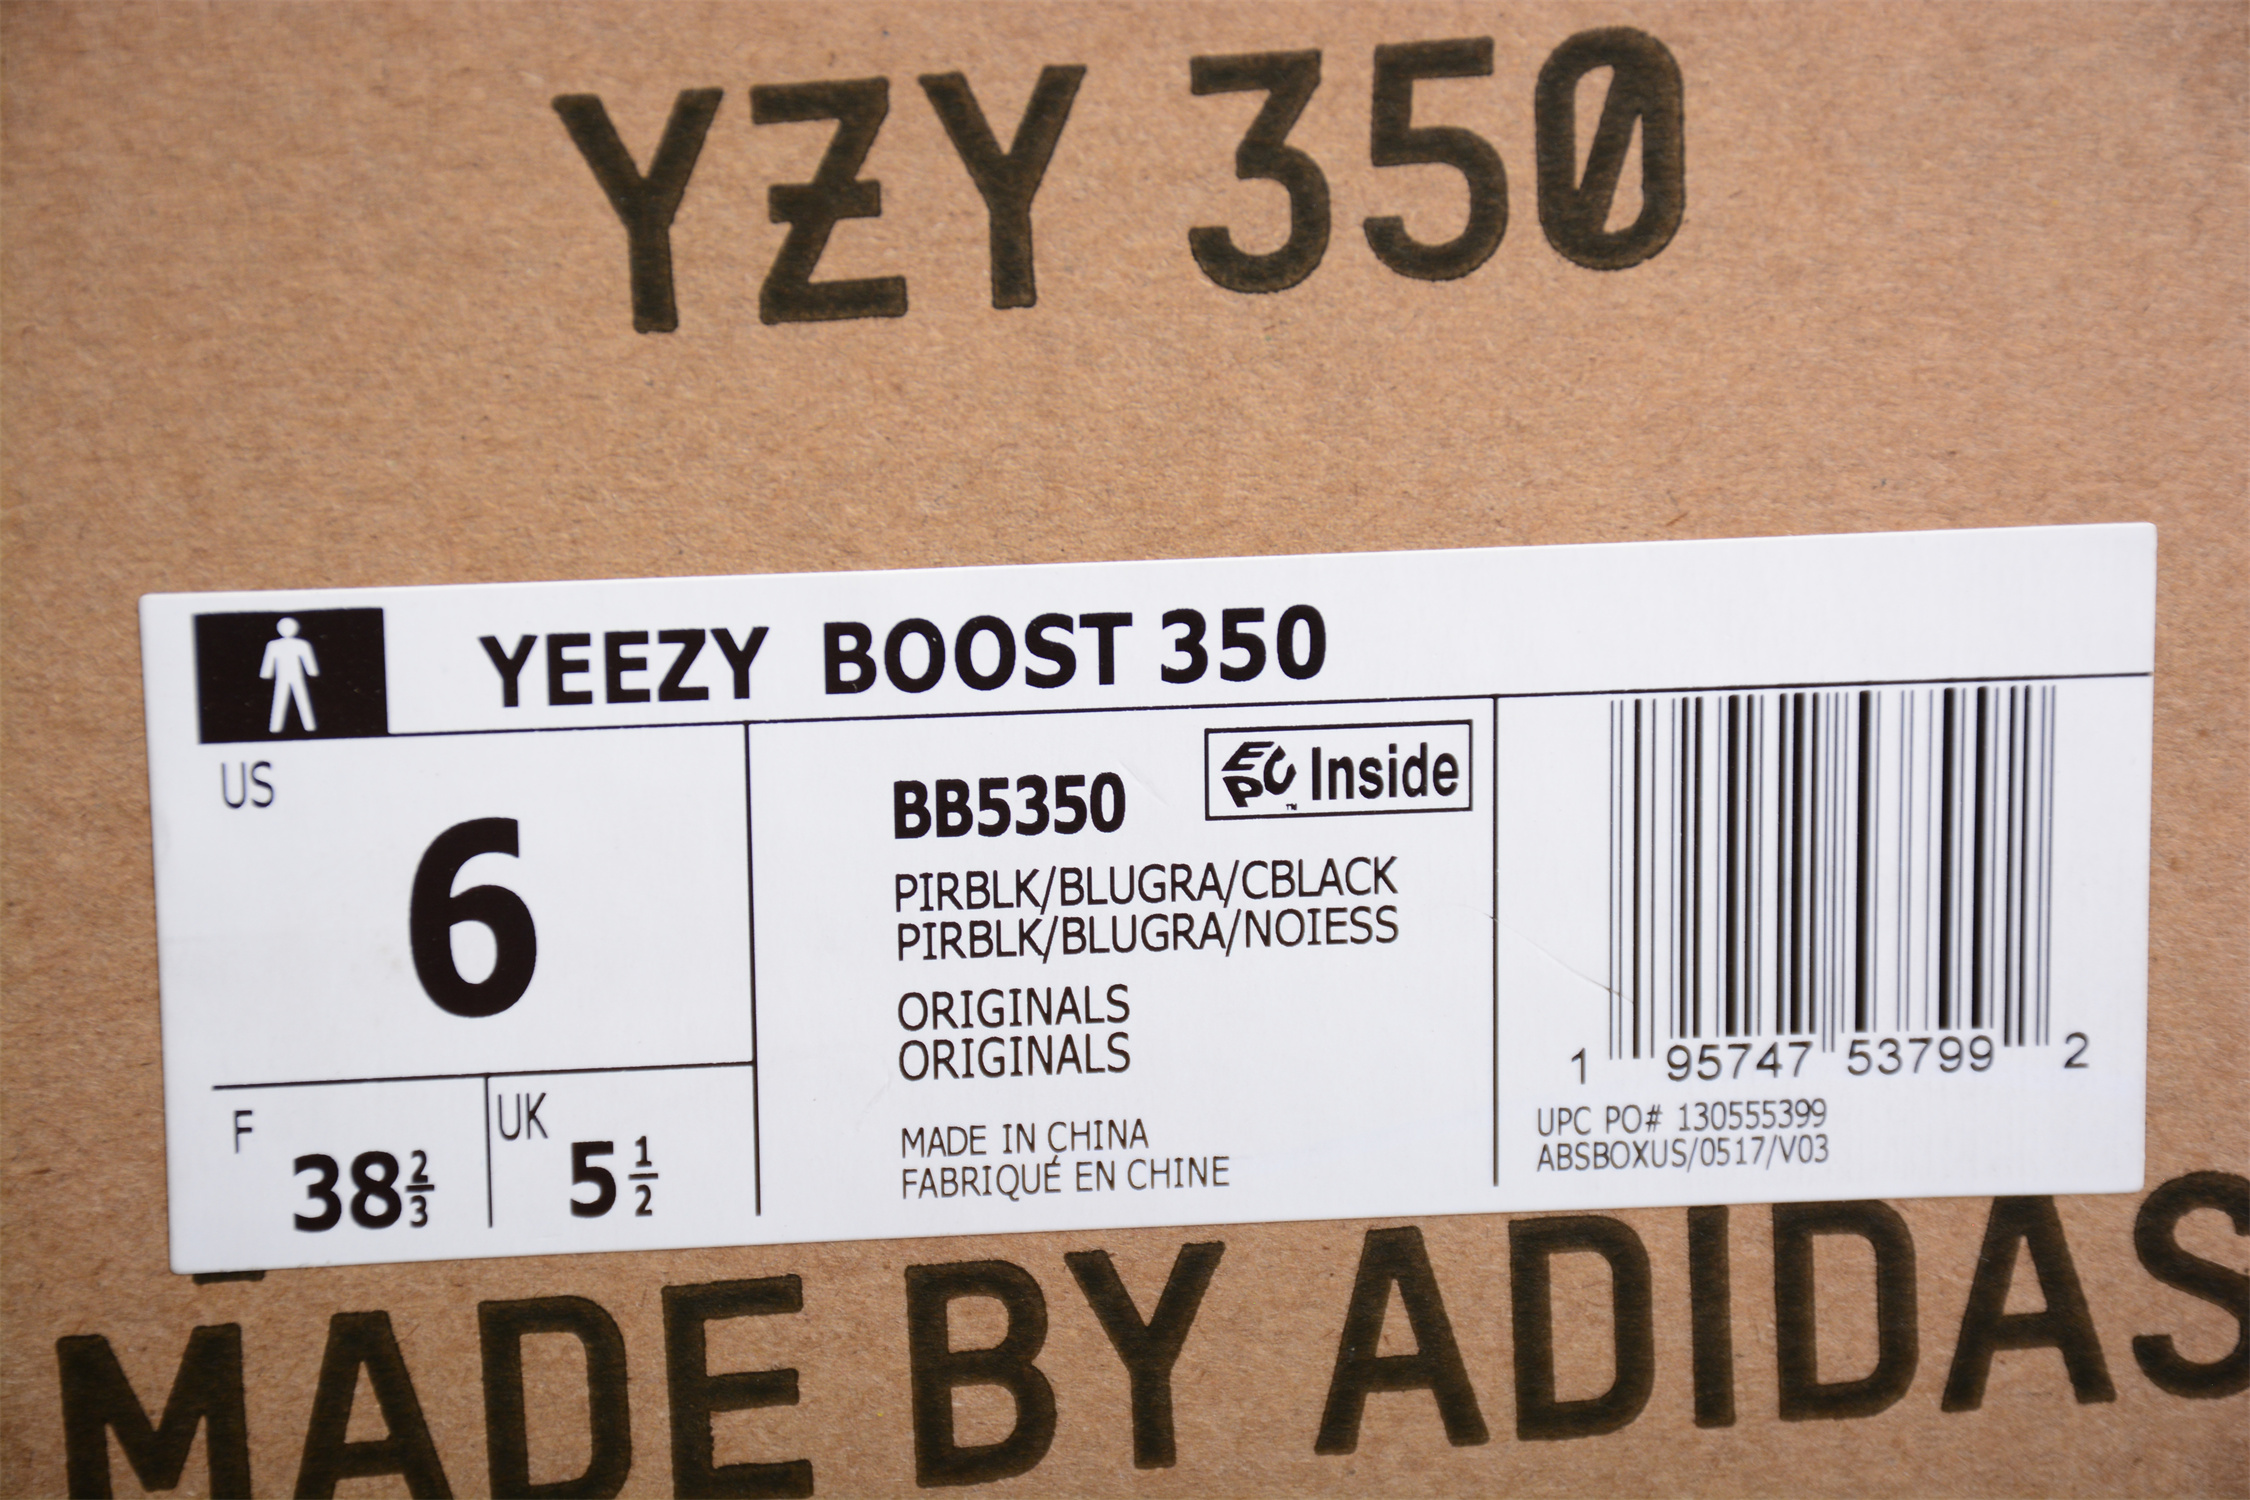 YZY 350
YEEZY BOOST 350
US
6
F
38 2/3
UK
5 1/2
BB5350
EPC Inside
™
PIRBLK/BLUGRA/CBLACK
PIRBLK/BLUGRA/NOIESS
ORIGINALS
ORIGINALS
MADE IN CHINA
FABRIQUÉ EN CHINE
1 95747 53799 2
UPC PO# 130555399
ABSBOXUS/0517/V03
MADE BY ADIDAS